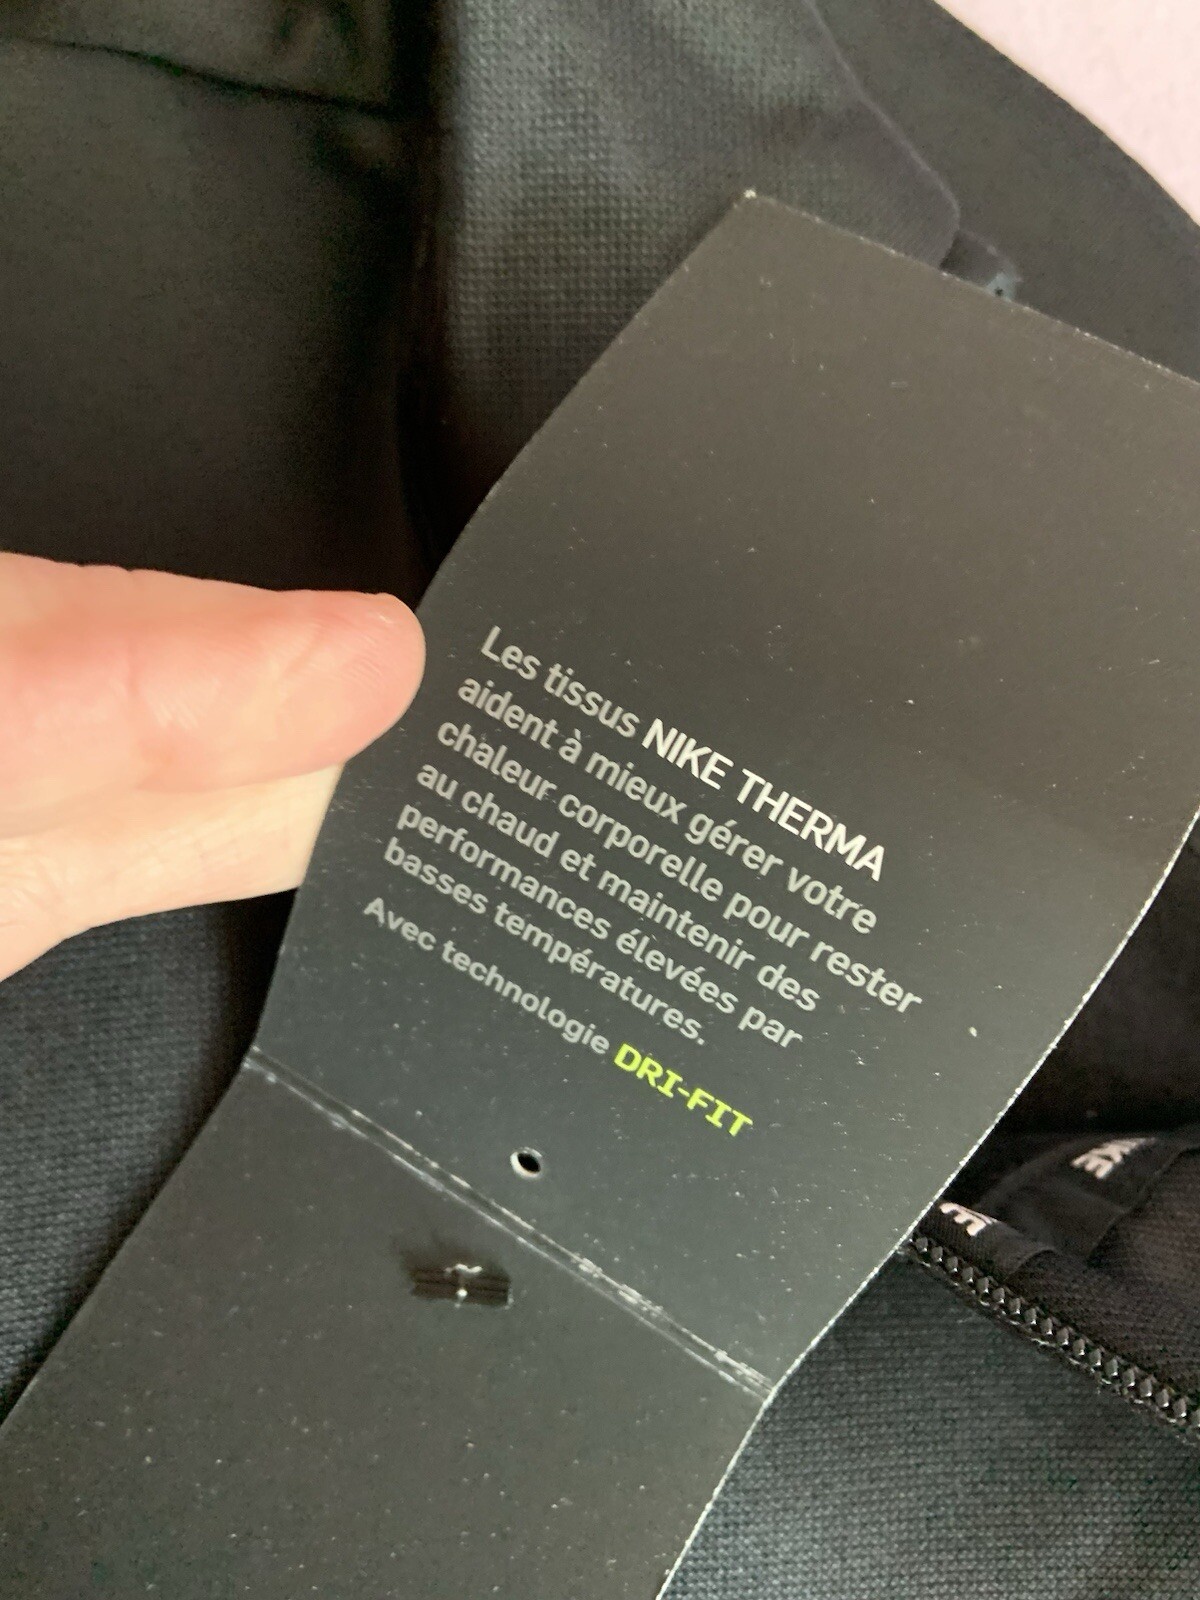 Les tissus NIKE THERMA
aident à mieux gérer votre
chaleur corporelle pour rester
au chaud et maintenir des
performances élevées par
basses températures.
Avec technologie DRI-FIT